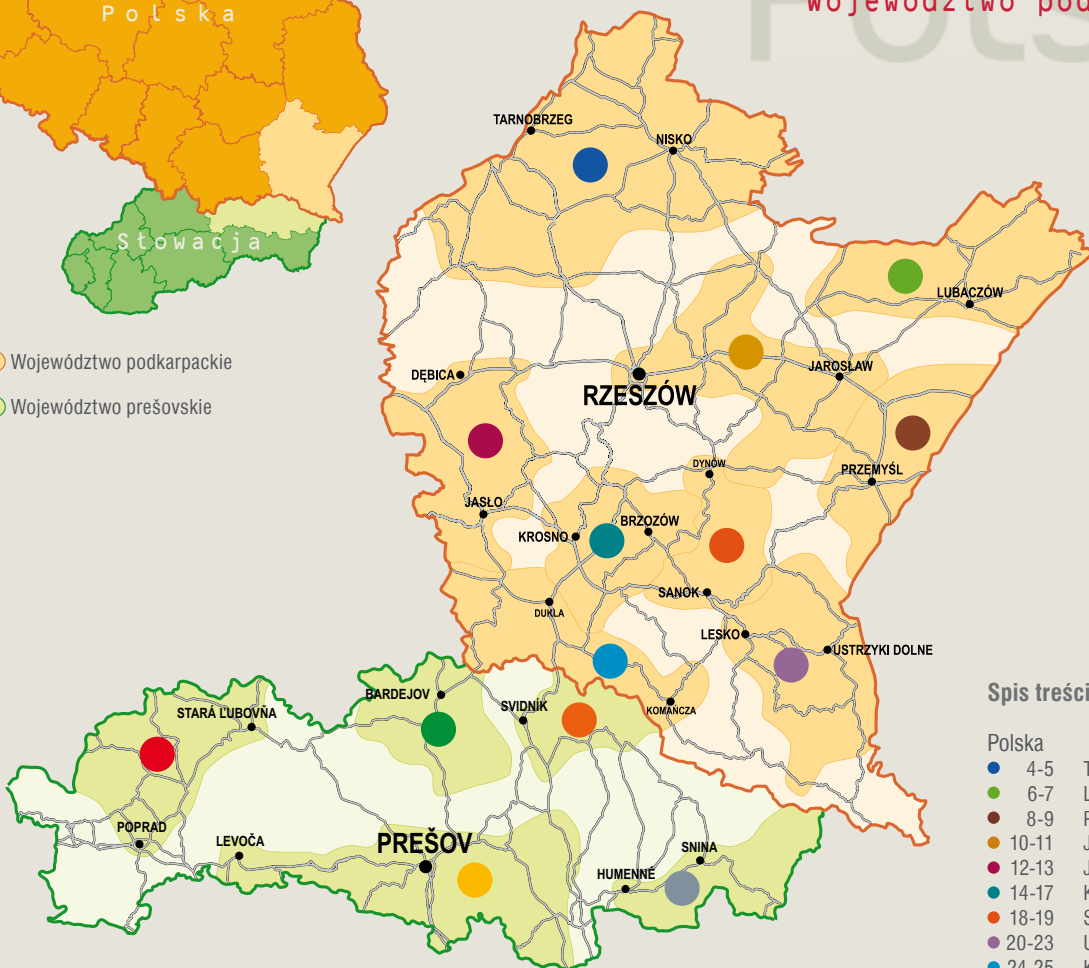 Polska
Słowacja
Województwo podkarpackie
Województwo prešovskie
TARNOBRZEG
NISKO
LUBACZÓW
DĘBICA
RZESZÓW
JAROSŁAW
DYNÓW
PRZEMYŚL
JASŁO
KROSNO
BRZOZÓW
SANOK
DUKLA
LESKO
USTRZYKI DOLNE
KOMAŃCZA
BARDEJOV
SVIDNÍK
STARÁ ĽUBOVŇA
POPRAD
LEVOČA
PREŠOV
SNINA
HUMENNÉ
Spis treści
Polska
4-5
6-7
8-9
10-11
12-13
14-17
18-19
20-23
24-25